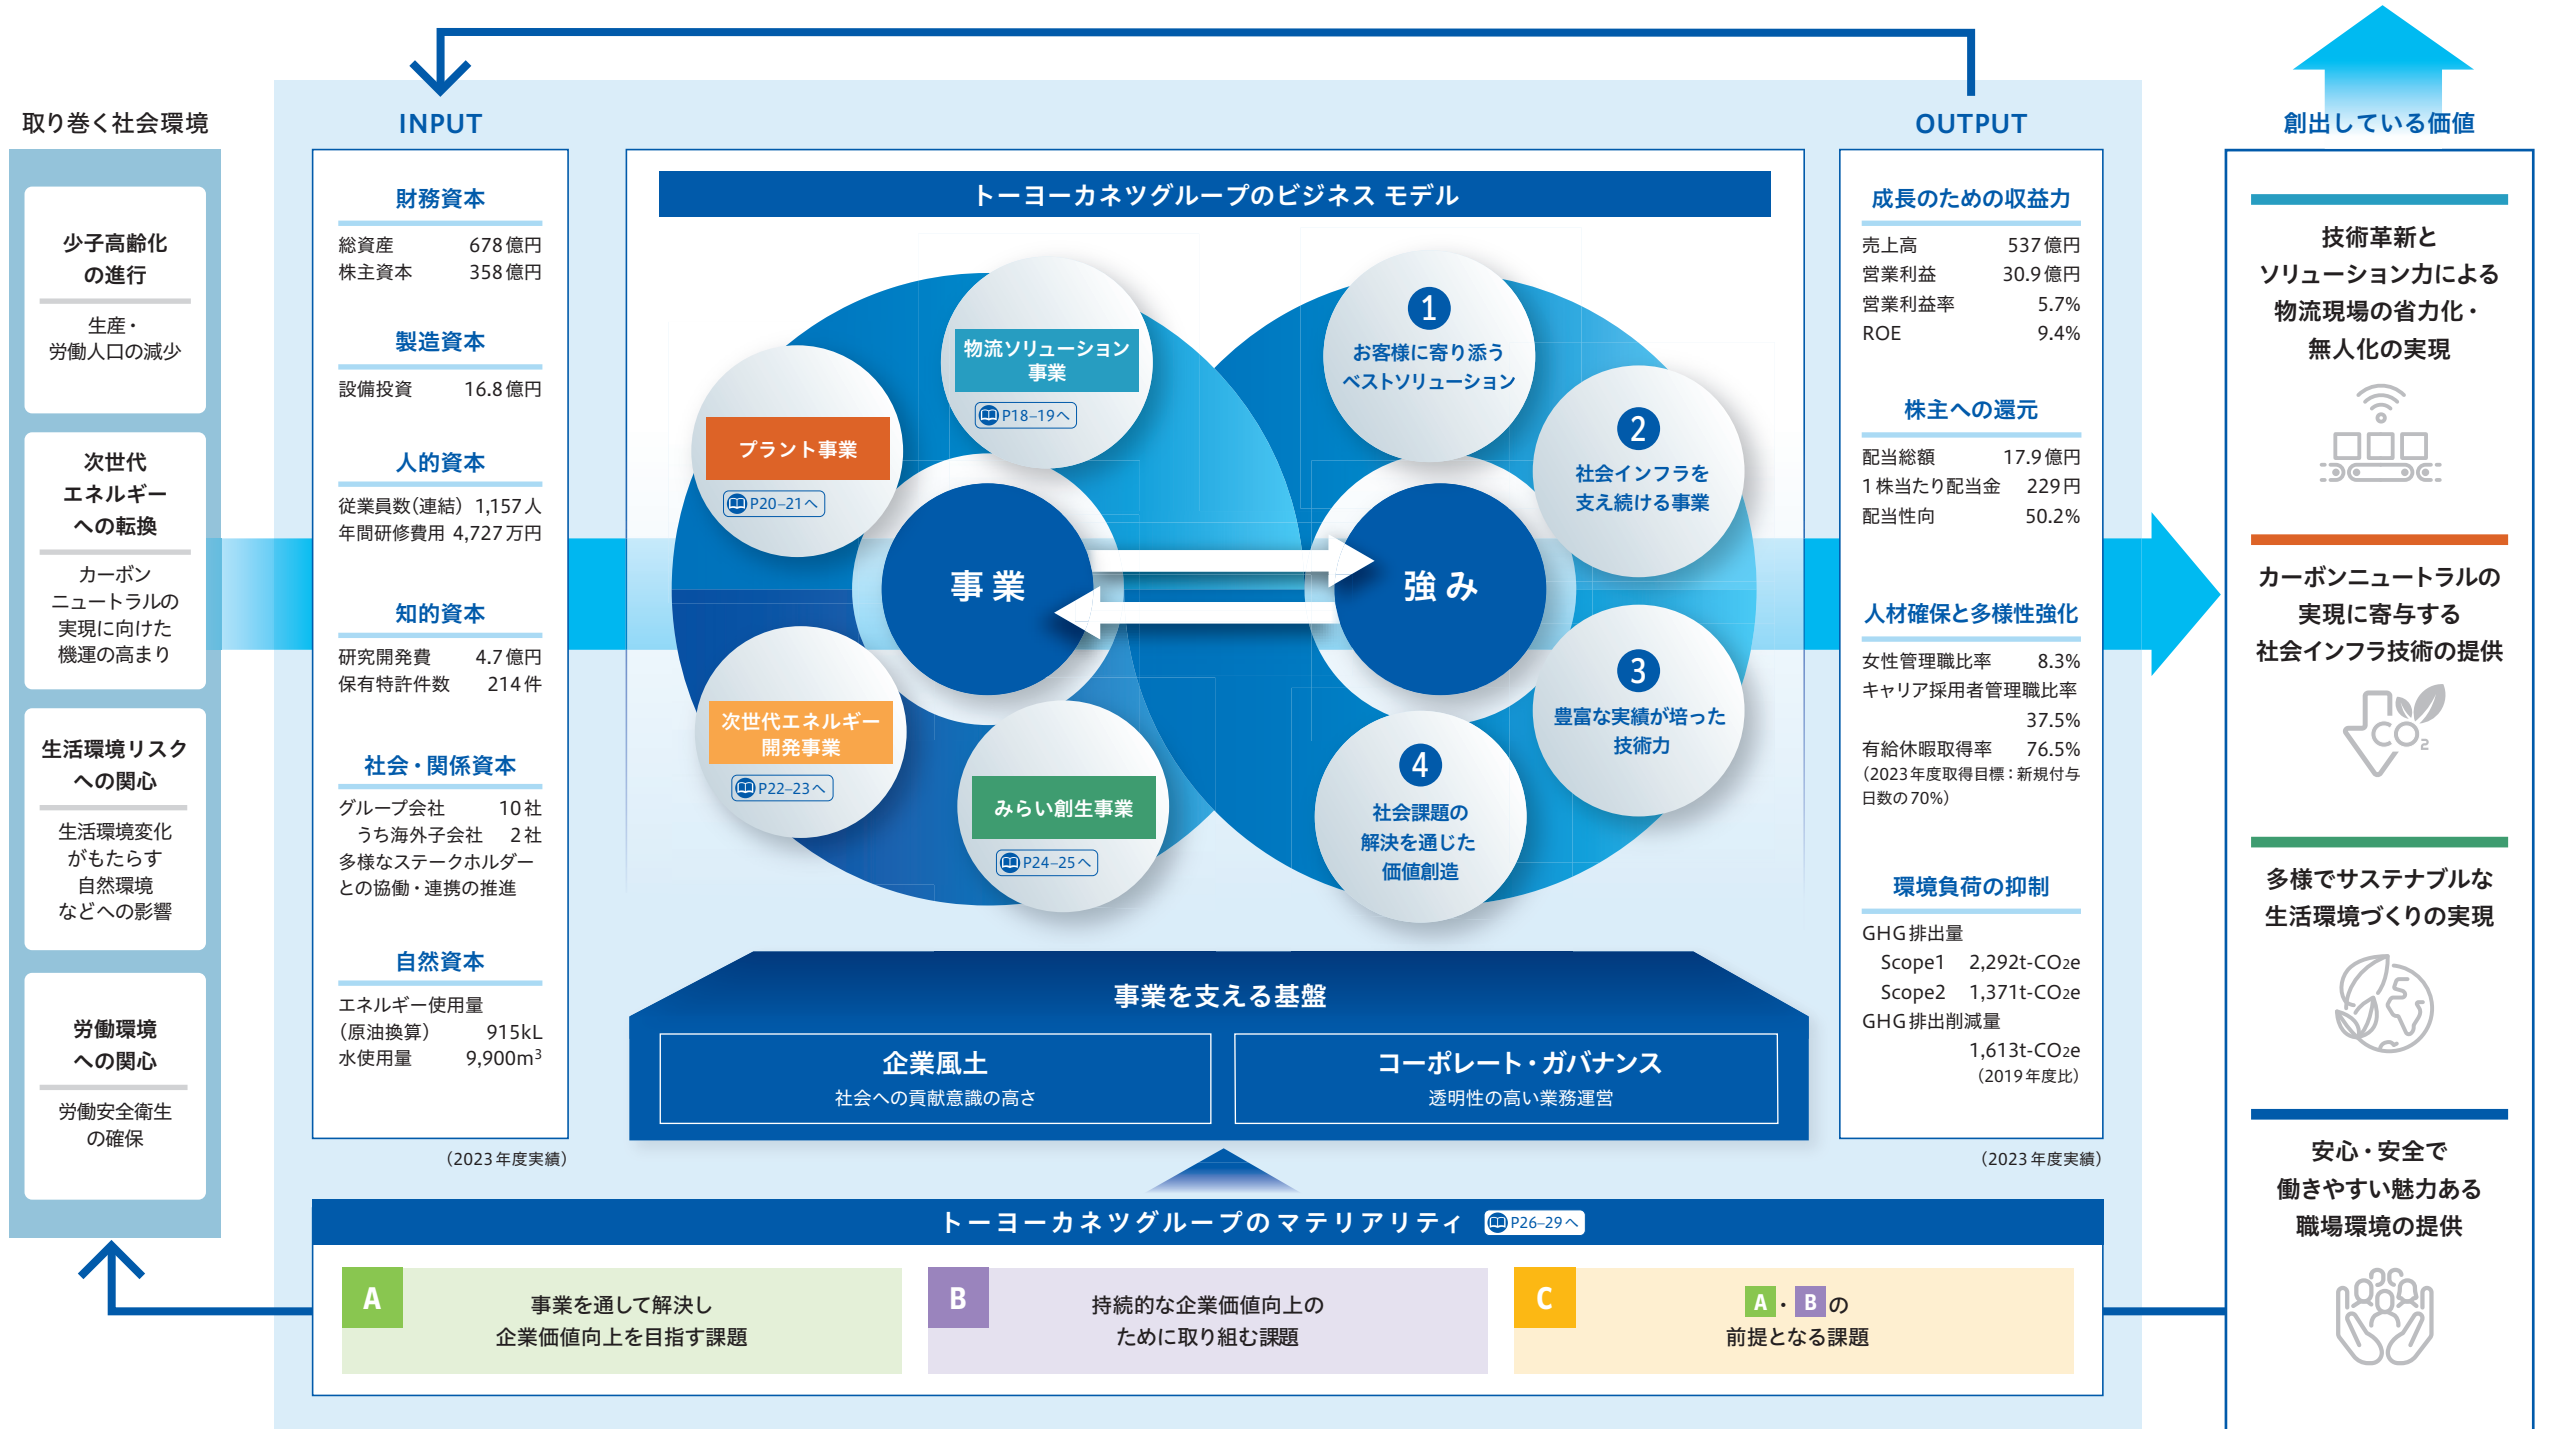 取り巻く社会環境
少子高齢化
の進行
生産・
労働人口の減少
次世代
エネルギー
への転換
カーボン
ニュートラルの
実現に向けた
機運の高まり
生活環境リスク
への関心
生活環境変化
がもたらす
自然環境
などへの影響
労働環境
への関心
労働安全衛生
の確保
INPUT
財務資本
総資産 678億円
株主資本 358億円
製造資本
設備投資 16.8億円
人的資本
従業員数（連結） 1,157人
年間研修費用 4,727万円
知的資本
研究開発費 4.7億円
保有特許件数 214件
社会・関係資本
グループ会社 10社
うち海外子会社 2社
多様なステークホルダー
との協働・連携の推進
自然資本
エネルギー使用量
（原油換算） 915kL
水使用量 9,900m³
（2023年度実績）
トーヨーカネツグループのビジネス モデル
物流ソリューション
事業
P18–19へ
プラント事業
P20–21へ
事業
次世代エネルギー
開発事業
P22–23へ
みらい創生事業
P24–25へ
強み
1
お客様に寄り添う
ベストソリューション
2
社会インフラを
支え続ける事業
3
豊富な実績が培った
技術力
4
社会課題の
解決を通じた
価値創造
事業を支える基盤
企業風土
社会への貢献意識の高さ
コーポレート・ガバナンス
透明性の高い業務運営
OUTPUT
成長のための収益力
売上高 537億円
営業利益 30.9億円
営業利益率 5.7%
ROE 9.4%
株主への還元
配当総額 17.9億円
1株当たり配当金 229円
配当性向 50.2%
人材確保と多様性強化
女性管理職比率 8.3%
キャリア採用者管理職比率
37.5%
有給休暇取得率 76.5%
（2023年度取得目標：新規付与
日数の70%）
環境負荷の抑制
GHG排出量
Scope1 2,292t-CO2e
Scope2 1,371t-CO2e
GHG排出削減量
1,613t-CO2e
（2019年度比）
（2023年度実績）
トーヨーカネツグループのマテリアリティ P26–29へ
A
事業を通して解決し
企業価値向上を目指す課題
B
持続的な企業価値向上の
ために取り組む課題
C
A・Bの
前提となる課題
創出している価値
技術革新と
ソリューション力による
物流現場の省力化・
無人化の実現
カーボンニュートラルの
実現に寄与する
社会インフラ技術の提供
CO2
多様でサステナブルな
生活環境づくりの実現
安心・安全で
働きやすい魅力ある
職場環境の提供